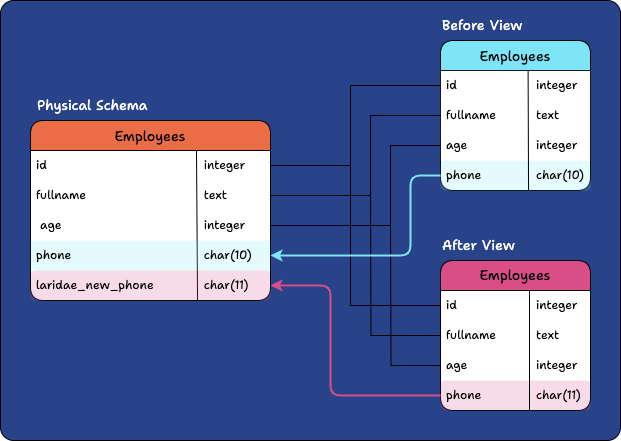 Physical Schema
Employees
id integer
fullname text
age integer
phone char(10)
laridae_new_phone char(11)
Before View
Employees
id integer
fullname text
age integer
phone char(10)
After View
Employees
id integer
fullname text
age integer
phone char(11)